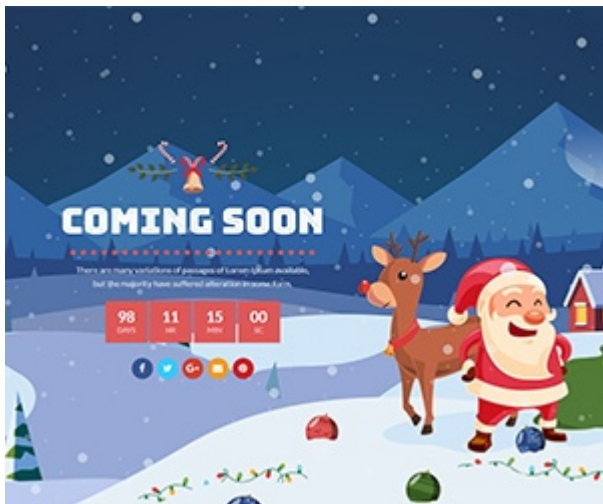 COMING SOON
There are many variations of passages of Lorem Ipsum available,
but the majority have suffered alteration in some form.
98 11 15 00
DAYS HR MIN SC
f G+